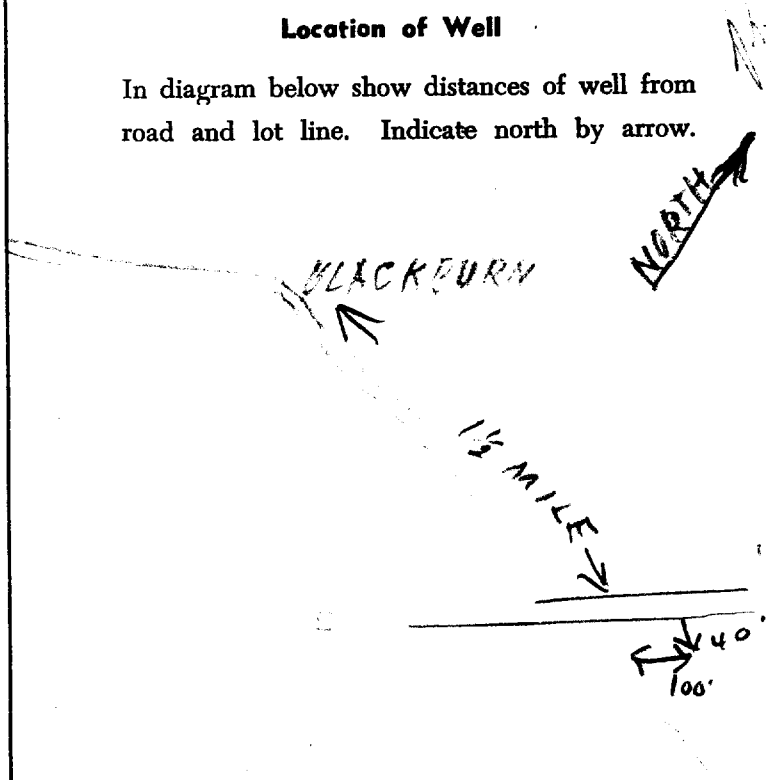 Location of Well
In diagram below show distances of well from
road and lot line. Indicate north by arrow.
NORTH
BLACKBURN
1½ MILE
40'
100'